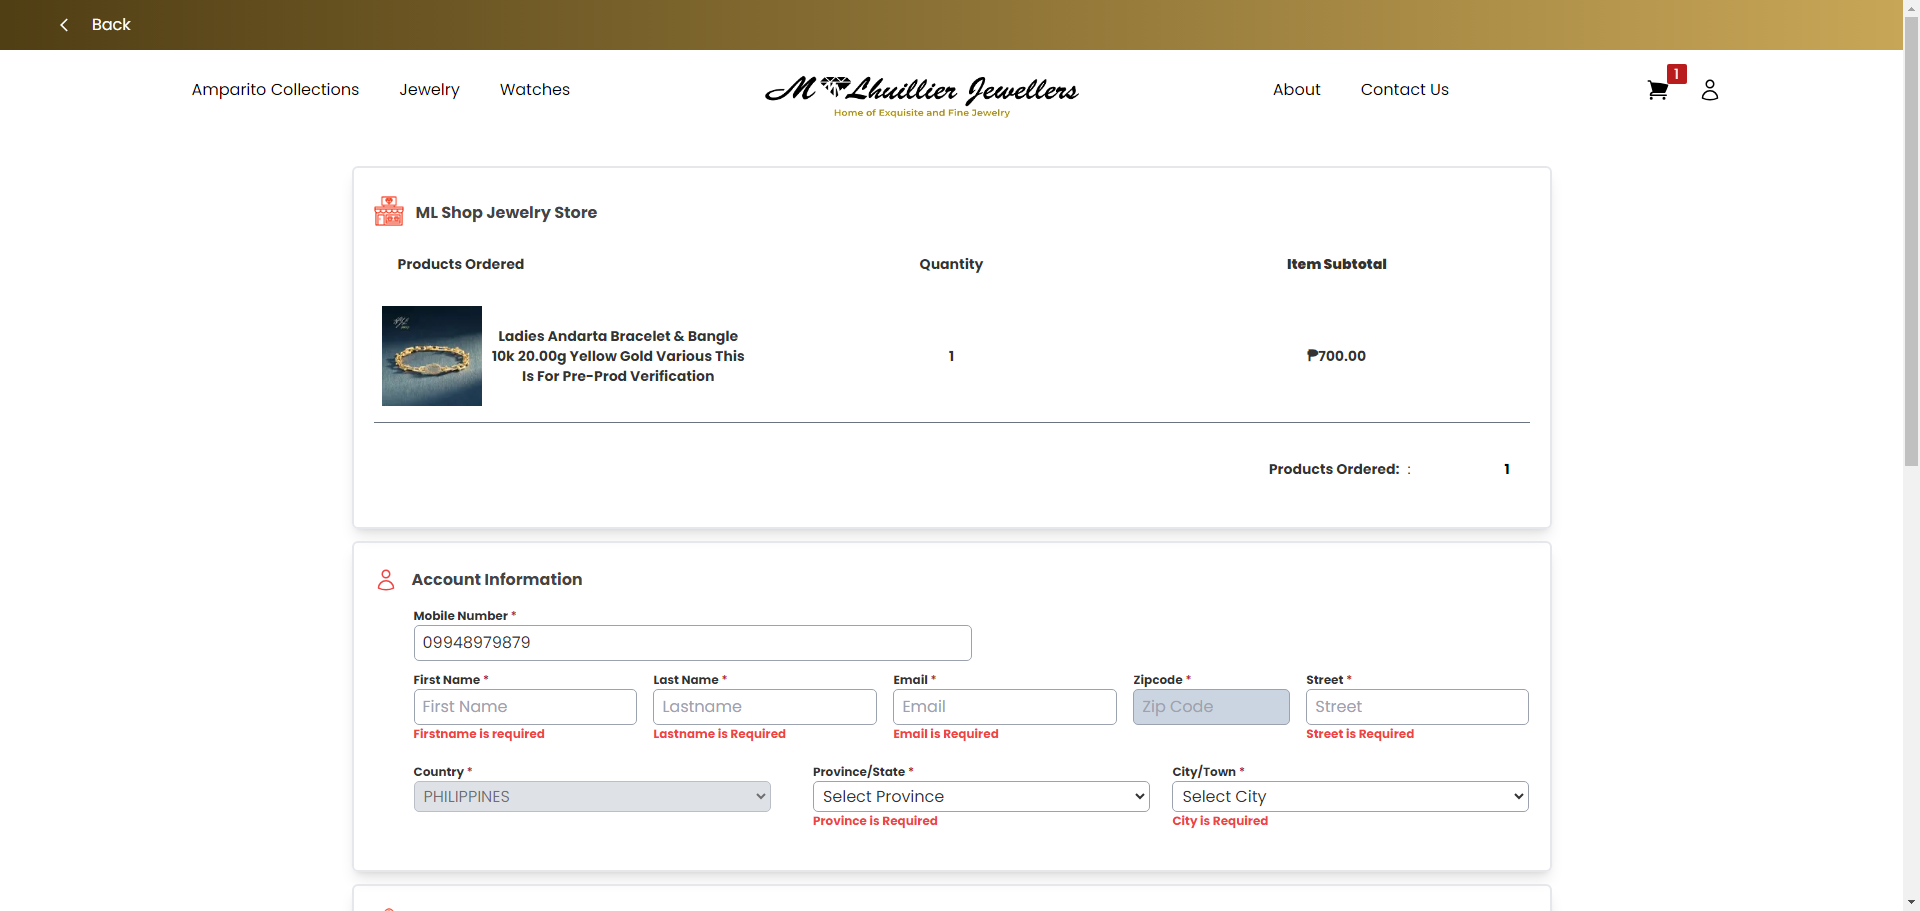 Back
Amparito Collections
Jewelry
Watches
M Lhuillier Jewellers
Home of Exquisite and Fine Jewelry
About
Contact Us
1
ML Shop Jewelry Store
Products Ordered
Quantity
Item Subtotal
Ladies Andarta Bracelet & Bangle
10k 20.00g Yellow Gold Various This
Is For Pre-Prod Verification
1
₱700.00
Products Ordered: :
1
Account Information
Mobile Number *
09948979879
First Name *
Last Name *
Email *
Zipcode *
Street *
First Name
Lastname
Email
Zip Code
Street
Firstname is required
Lastname is Required
Email is Required
Street is Required
Country *
Province/State *
City/Town *
PHILIPPINES
Select Province
Select City
Province is Required
City is Required